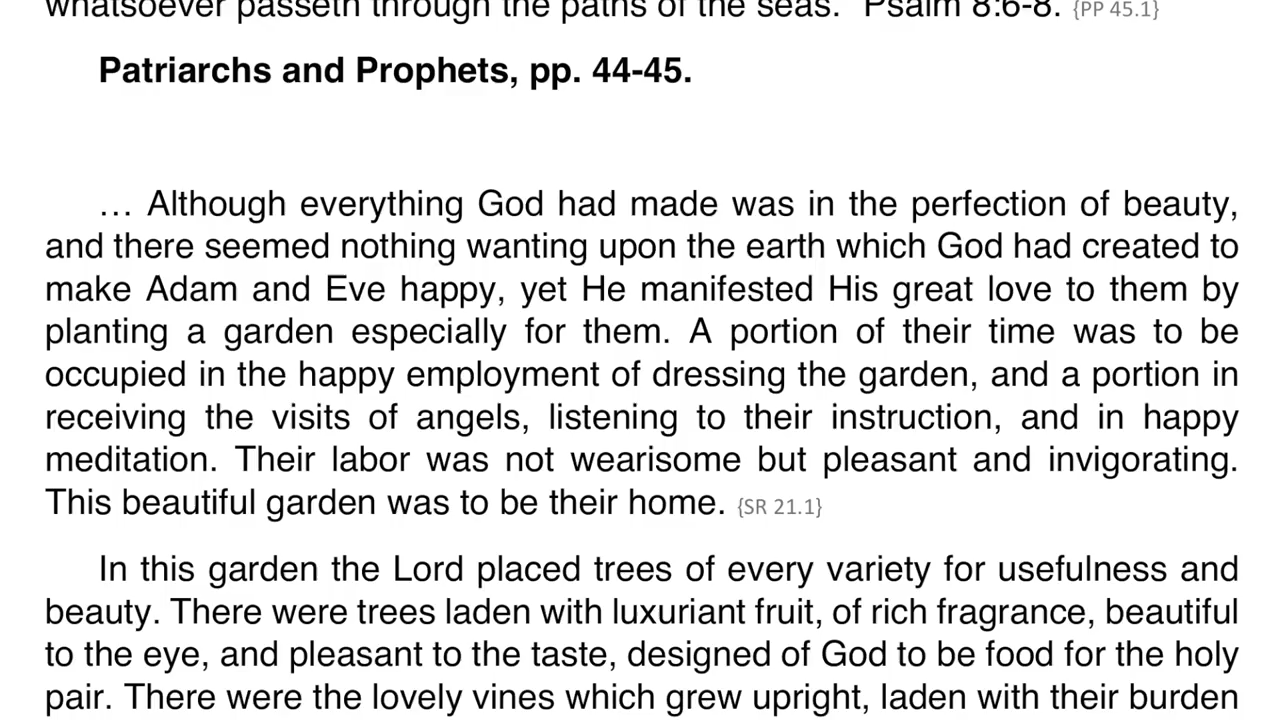 whatsoever passeth through the paths of the seas." Psalm 8:6-8. {PP 45.1}
Patriarchs and Prophets, pp. 44-45.
… Although everything God had made was in the perfection of beauty,
and there seemed nothing wanting upon the earth which God had created to
make Adam and Eve happy, yet He manifested His great love to them by
planting a garden especially for them. A portion of their time was to be
occupied in the happy employment of dressing the garden, and a portion in
receiving the visits of angels, listening to their instruction, and in happy
meditation. Their labor was not wearisome but pleasant and invigorating.
This beautiful garden was to be their home. {SR 21.1}
In this garden the Lord placed trees of every variety for usefulness and
beauty. There were trees laden with luxuriant fruit, of rich fragrance, beautiful
to the eye, and pleasant to the taste, designed of God to be food for the holy
pair. There were the lovely vines which grew upright, laden with their burden